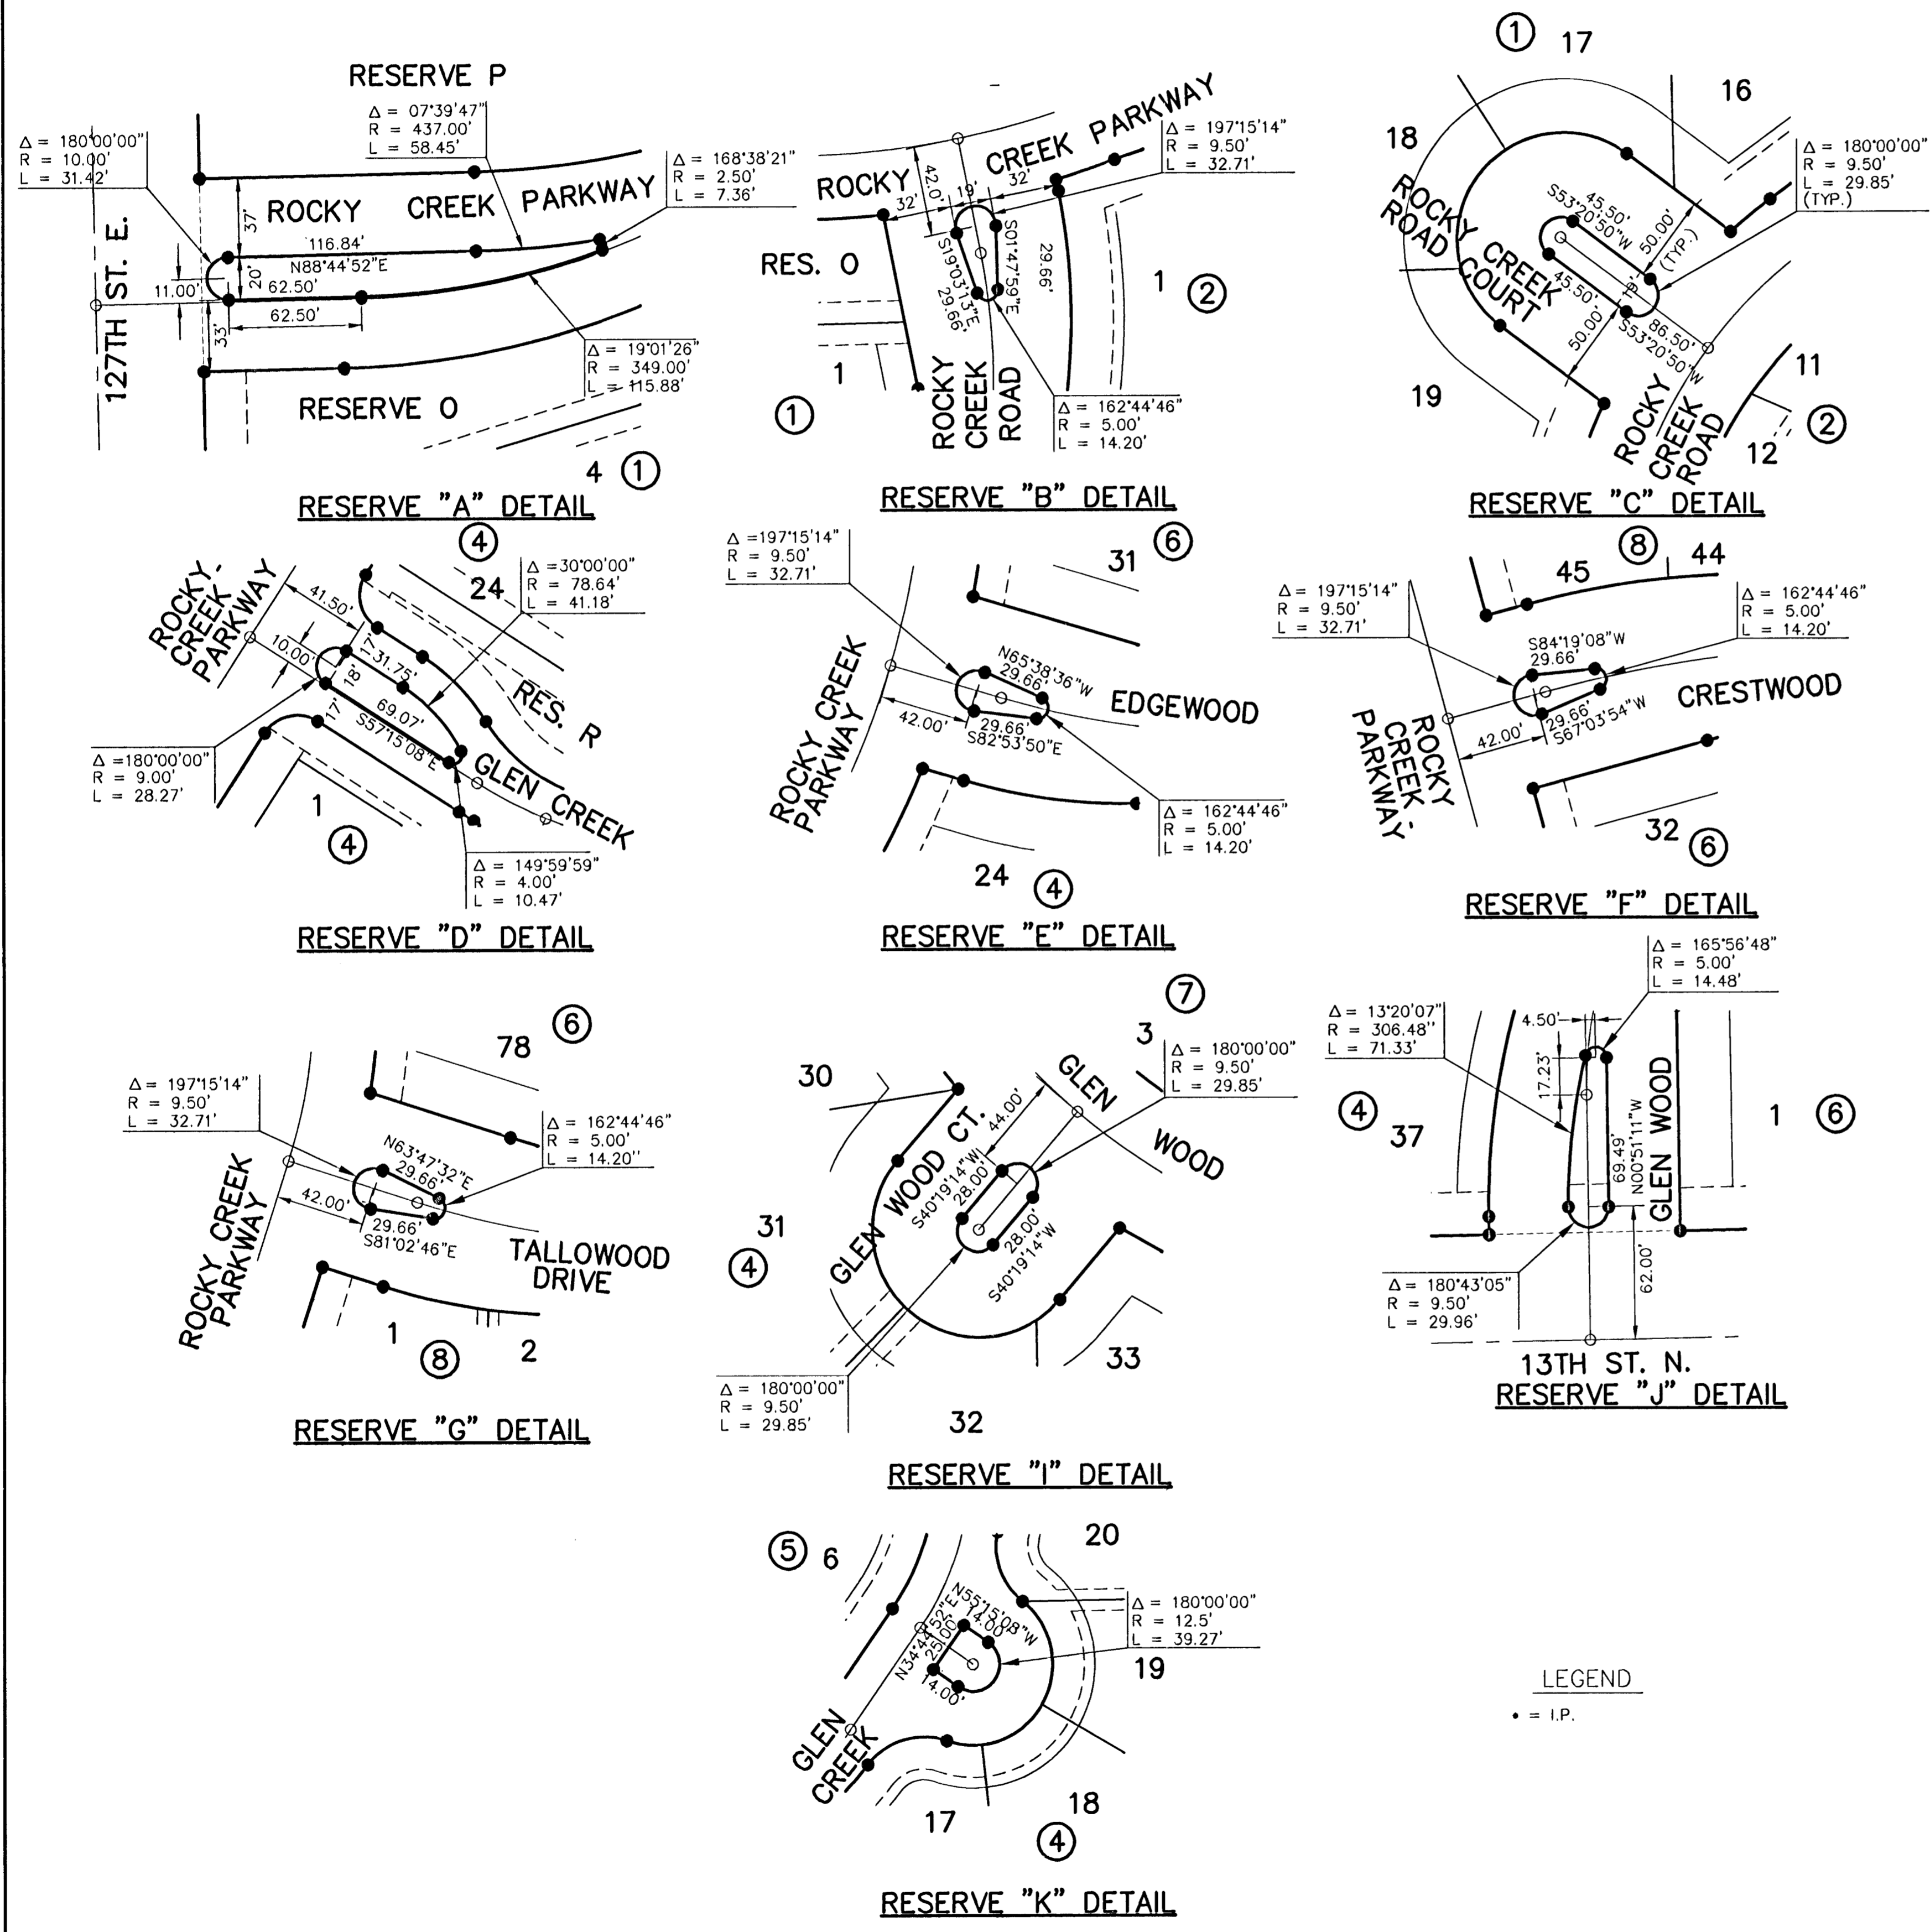 RESERVE P
Δ = 07°39'47"
R = 437.00'
L = 58.45'
Δ = 180°00'00"
R = 10.00'
L = 31.42'
Δ = 168°38'21"
R = 2.50'
L = 7.36'
127TH ST. E.
37'
ROCKY CREEK PARKWAY
116.84'
N88°44'52"E
20'
62.50'
11.00'
62.50'
33'
Δ = 19°01'26"
R = 349.00'
L = 115.88'
RESERVE O
4 1
RESERVE "A" DETAIL
ROCKY CREEK PARKWAY
Δ = 197°15'14"
R = 9.50'
L = 32.71'
42.0'
32'
19'
32'
RES. O
S19°03'13"E
29.66'
S01°47'59"E
29.66'
1 2
1
1
ROCKY
CREEK
ROAD
Δ = 162°44'46"
R = 5.00'
L = 14.20'
RESERVE "B" DETAIL
1 17
16
18
Δ = 180°00'00"
R = 9.50'
L = 29.85'
(TYP.)
ROCKY CREEK
ROAD COURT
45.50'
S53°20'50"W
50.00'
(TYP.)
19'
45.50'
S53°20'50"W
86.50'
50.00'
19
11
2
12
ROCKY
CREEK
ROAD
RESERVE "C" DETAIL
4
24
Δ =30°00'00"
R = 78.64'
L = 41.18'
ROCKY
CREEK
PARKWAY
41.50'
10.00'
17'
31.75'
18'
69.07'
S57°15'08"E
17'
RES. R
GLEN CREEK
Δ =180°00'00"
R = 9.00'
L = 28.27'
1
4
Δ = 149°59'59"
R = 4.00'
L = 10.47'
RESERVE "D" DETAIL
Δ =197°15'14"
R = 9.50'
L = 32.71'
31 6
ROCKY CREEK
PARKWAY
N65°38'36"W
29.66'
EDGEWOOD
42.00'
29.66'
S82°53'50"E
Δ = 162°44'46"
R = 5.00'
L = 14.20'
24 4
RESERVE "E" DETAIL
8
45 44
Δ = 197°15'14"
R = 9.50'
L = 32.71'
Δ = 162°44'46"
R = 5.00'
L = 14.20'
S84°19'08"W
29.66'
CRESTWOOD
29.66'
S67°03'54"W
42.00'
ROCKY
CREEK
PARKWAY
32 6
RESERVE "F" DETAIL
6
78
Δ = 197°15'14"
R = 9.50'
L = 32.71'
Δ = 162°44'46"
R = 5.00'
L = 14.20"
N63°47'32"E
29.66'
42.00'
29.66'
S81°02'46"E
TALLOWOOD
DRIVE
ROCKY CREEK
PARKWAY
1
8 2
RESERVE "G" DETAIL
7
3
30
Δ = 180°00'00"
R = 9.50'
L = 29.85'
GLEN WOOD
44.00'
GLEN WOOD CT.
S40°19'14"W
28.00'
28.00'
S40°19'14"W
31
4
33
Δ = 180°00'00"
R = 9.50'
L = 29.85'
32
RESERVE "I" DETAIL
Δ = 165°56'48"
R = 5.00'
L = 14.48'
Δ = 13°20'07"
R = 306.48"
L = 71.33'
4.50'
17.23'
69.49'
N00°51'11"W
GLEN WOOD
4
37
1 6
62.00'
Δ = 180°43'05"
R = 9.50'
L = 29.96'
13TH ST. N.
RESERVE "J" DETAIL
5 6
20
N55°15'08"W
14.00'
N34°44'52"E
25.00'
14.00'
Δ = 180°00'00"
R = 12.5'
L = 39.27'
19
GLEN
CREEK
17
18
4
RESERVE "K" DETAIL
LEGEND
• = I.P.